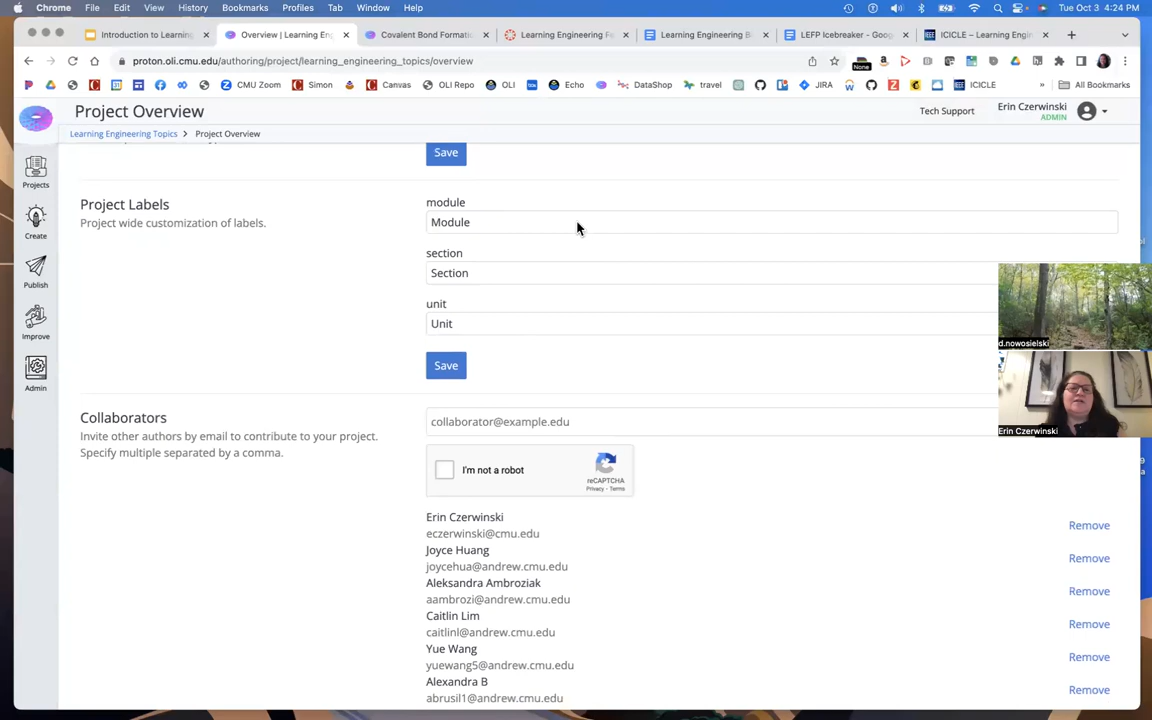 Chrome File Edit View History Bookmarks Profiles Tab Window Help Tue Oct 3 4:24 PM
Introduction to Learning Overview | Learning Eng Covalent Bond Formatio Learning Engineering Fo Learning Engineering B LEFP Icebreaker - Goog ICICLE – Learning Engin
proton.oli.cmu.edu/authoring/project/learning_engineering_topics/overview
None
CMU Zoom Simon Canvas OLI Repo OLI Echo DataShop travel JIRA ICICLE All Bookmarks
Project Overview
Tech Support
Erin Czerwinski
ADMIN
Learning Engineering Topics Project Overview
Projects
Create
Publish
Improve
Admin
Save
Project Labels
Project wide customization of labels.
module
Module
section
Section
unit
Unit
Save
Collaborators
Invite other authors by email to contribute to your project.
Specify multiple separated by a comma.
collaborator@example.edu
I'm not a robot
reCAPTCHA
Privacy - Terms
Erin Czerwinski
eczerwinski@cmu.edu
Remove
Joyce Huang
joycehua@andrew.cmu.edu
Remove
Aleksandra Ambroziak
aambrozi@andrew.cmu.edu
Remove
Caitlin Lim
caitlinl@andrew.cmu.edu
Remove
Yue Wang
yuewang5@andrew.cmu.edu
Remove
Alexandra B
abrusil1@andrew.cmu.edu
Remove
d.nowosielski
Erin Czerwinski